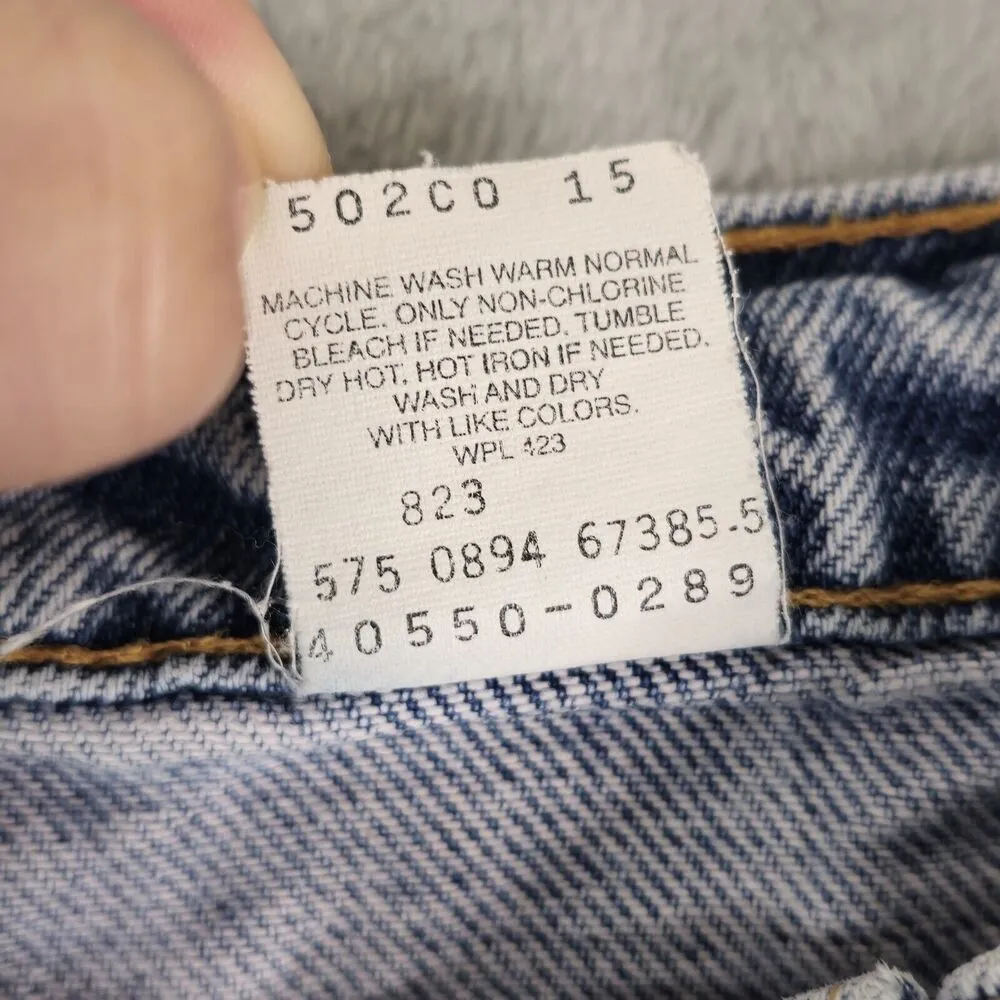 502C0 15
MACHINE WASH WARM NORMAL
CYCLE. ONLY NON-CHLORINE
BLEACH IF NEEDED. TUMBLE
DRY HOT. HOT IRON IF NEEDED.
WASH AND DRY
WITH LIKE COLORS.
WPL 423
823
575 0894 67385.5
40550-0289